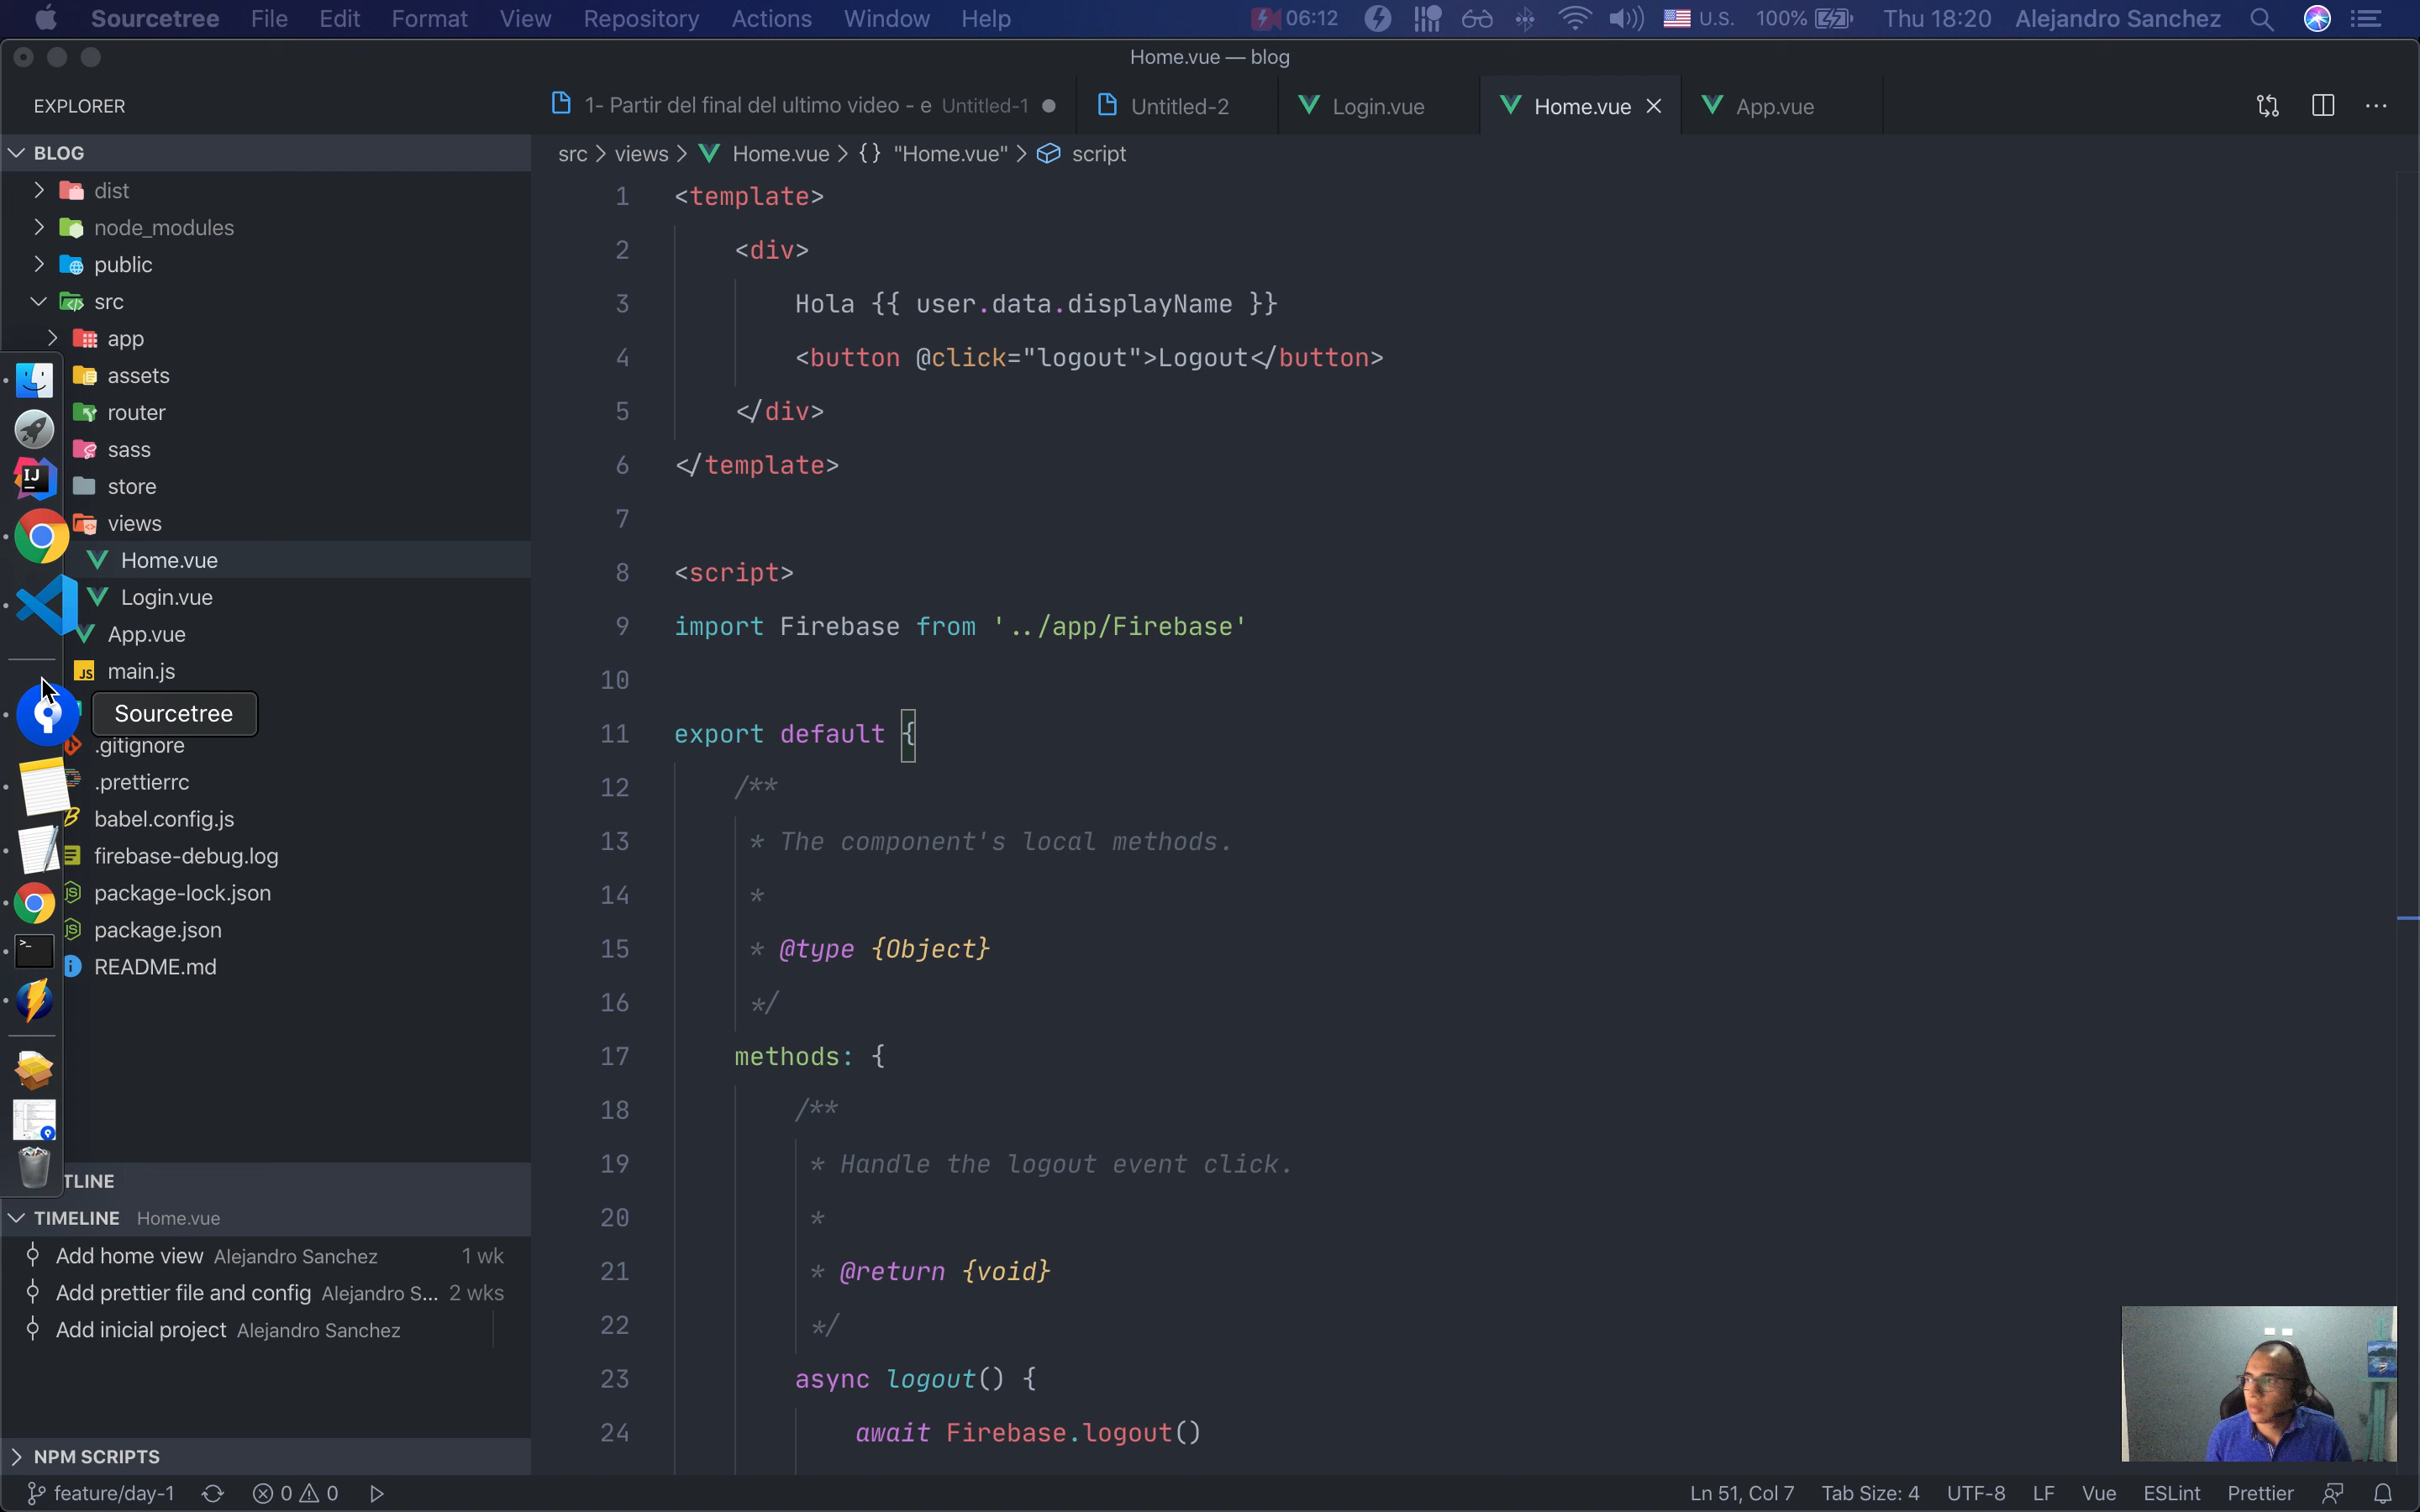 Sourcetree File Edit Format View Repository Actions Window Help 06:12 U.S. 100% Thu 18:20 Alejandro Sanchez
Home.vue — blog
EXPLORER
1- Partir del final del ultimo video - e Untitled-1
Untitled-2
Login.vue
Home.vue
App.vue
BLOG
src > views > Home.vue > {} "Home.vue" > script
dist
node_modules
public
src
app
assets
router
sass
store
views
Home.vue
Login.vue
App.vue
main.js
Sourcetree
.gitignore
.prettierrc
babel.config.js
firebase-debug.log
package-lock.json
package.json
README.md
TLINE
TIMELINE Home.vue
Add home view Alejandro Sanchez 1 wk
Add prettier file and config Alejandro S... 2 wks
Add inicial project Alejandro Sanchez
NPM SCRIPTS
1 <template>
2 <div>
3 Hola {{ user.data.displayName }}
4 <button @click="logout">Logout</button>
5 </div>
6 </template>
7
8 <script>
9 import Firebase from '../app/Firebase'
10
11 export default {
12 /**
13 * The component's local methods.
14 *
15 * @type {Object}
16 */
17 methods: {
18 /**
19 * Handle the logout event click.
20 *
21 * @return {void}
22 */
23 async logout() {
24 await Firebase.logout()
feature/day-1 0 0 Ln 51, Col 7 Tab Size: 4 UTF-8 LF Vue ESLint Prettier